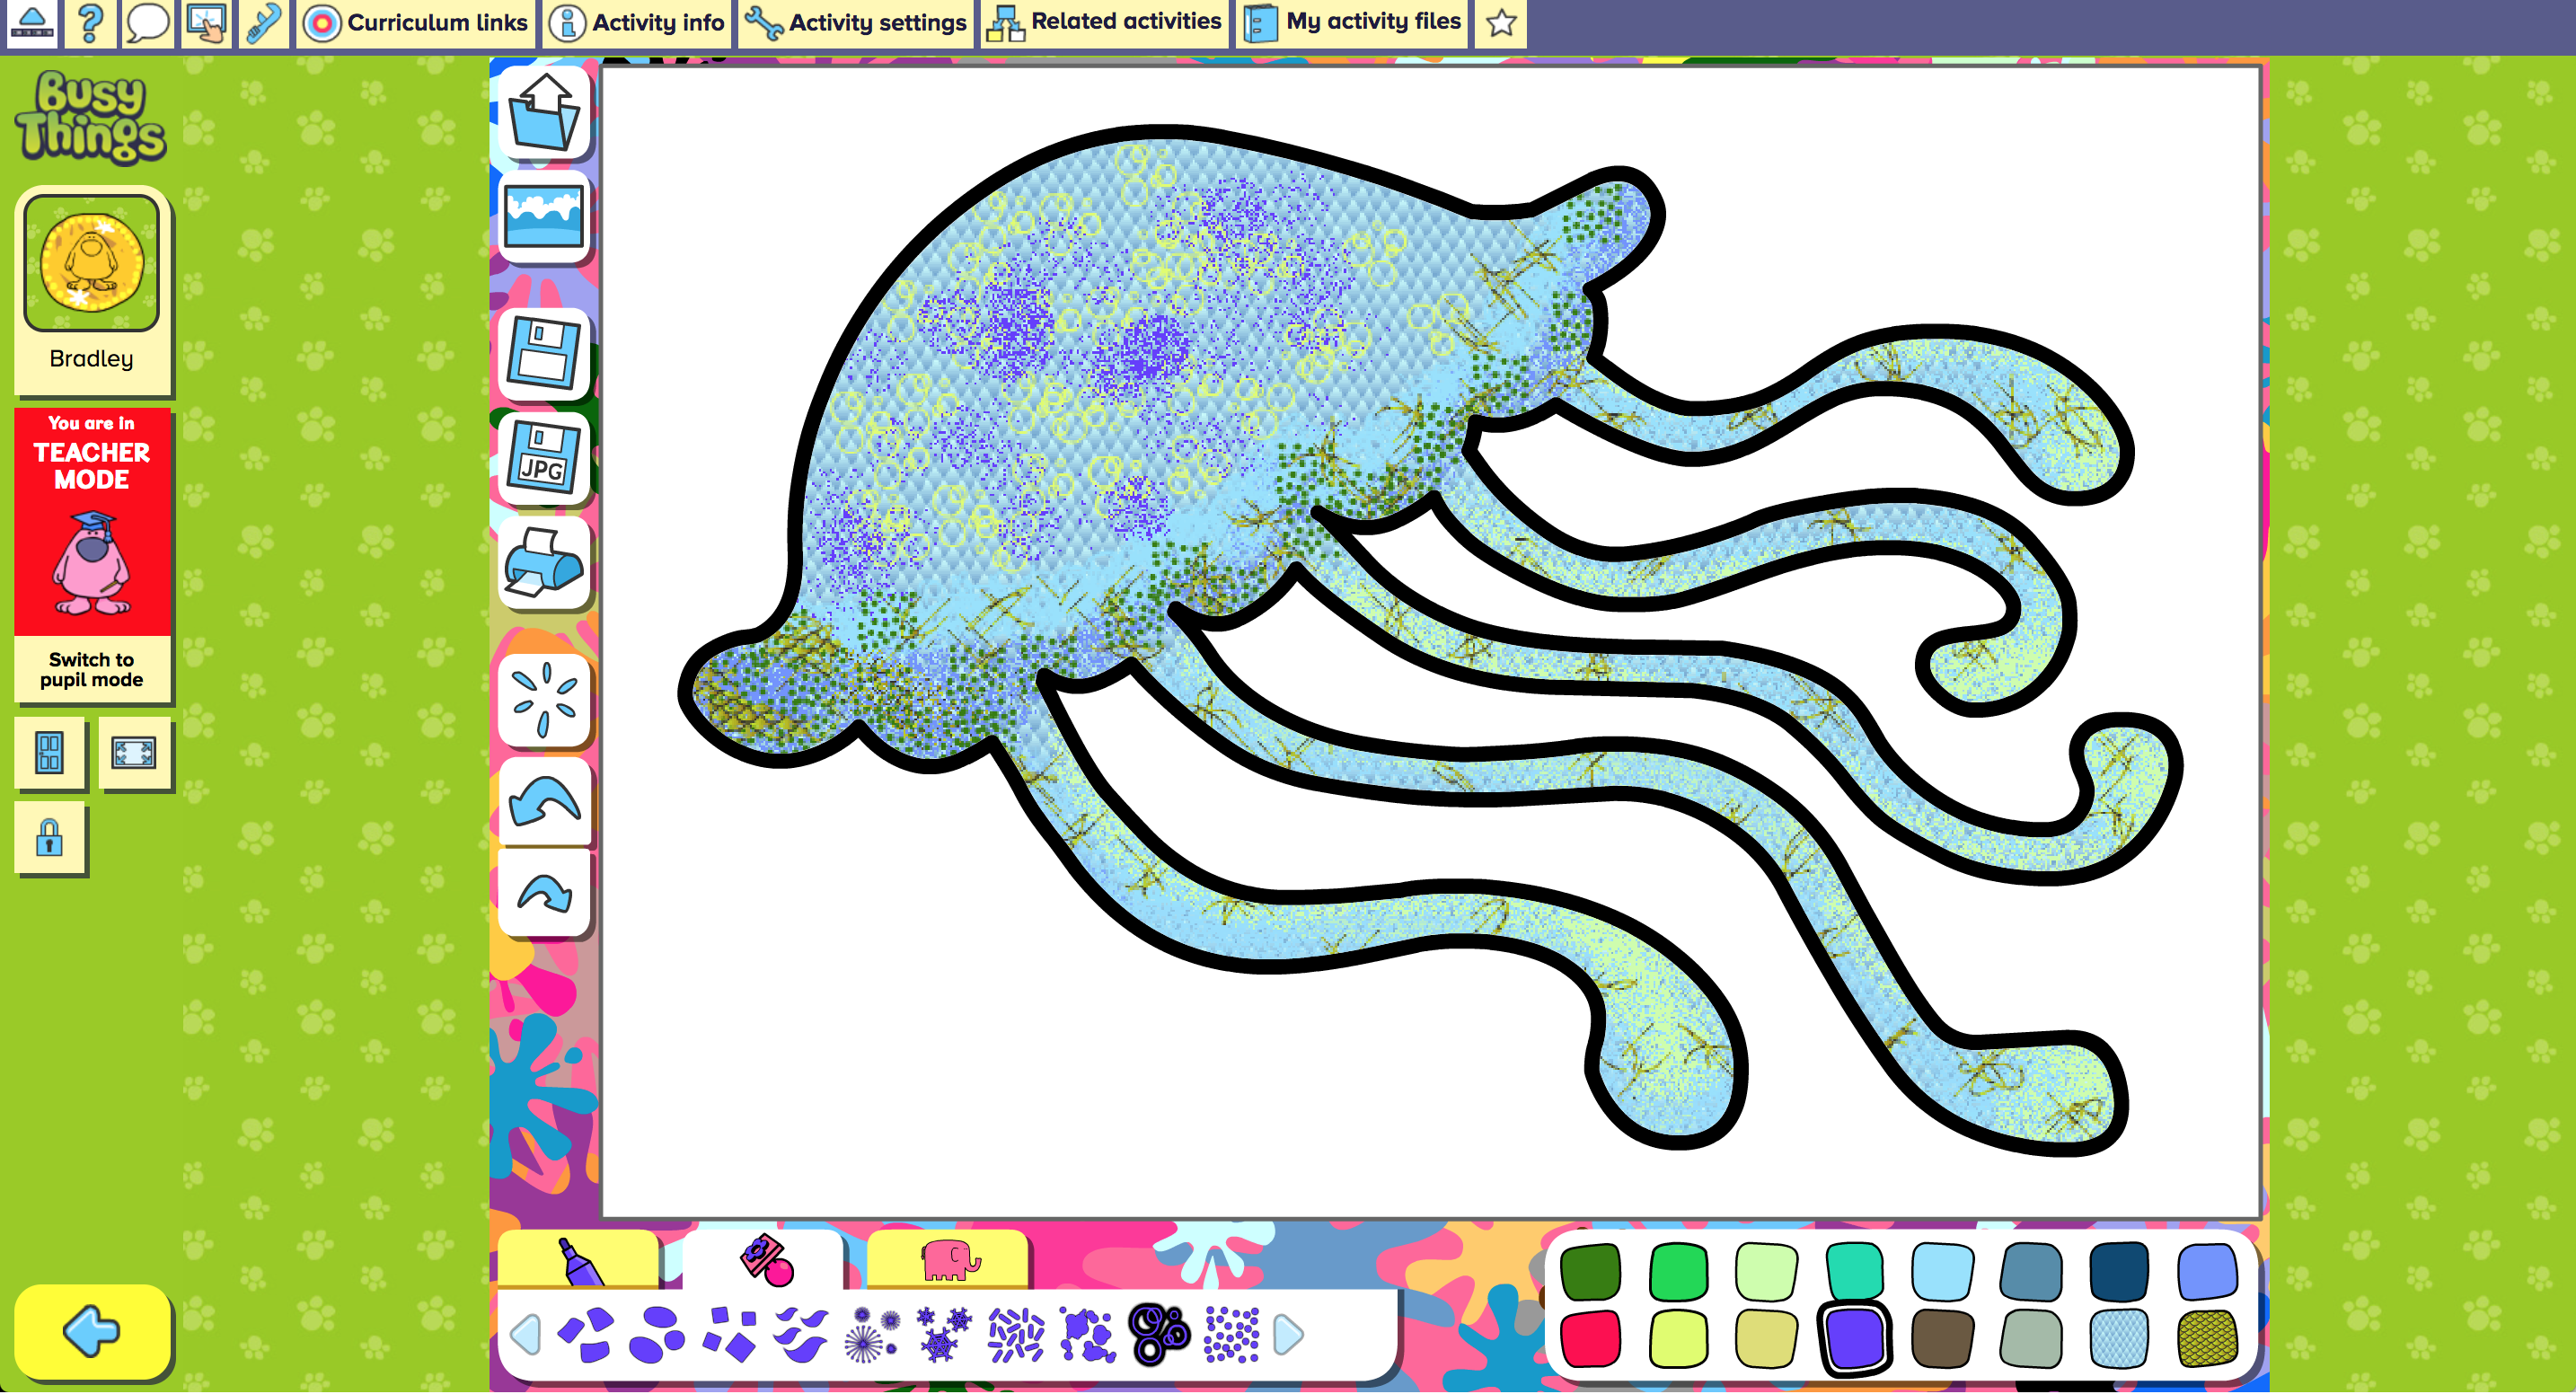 Curriculum links
Activity info
Activity settings
Related activities
My activity files
Busy
Things
Bradley
You are in
TEACHER
MODE
Switch to
pupil mode
JPG